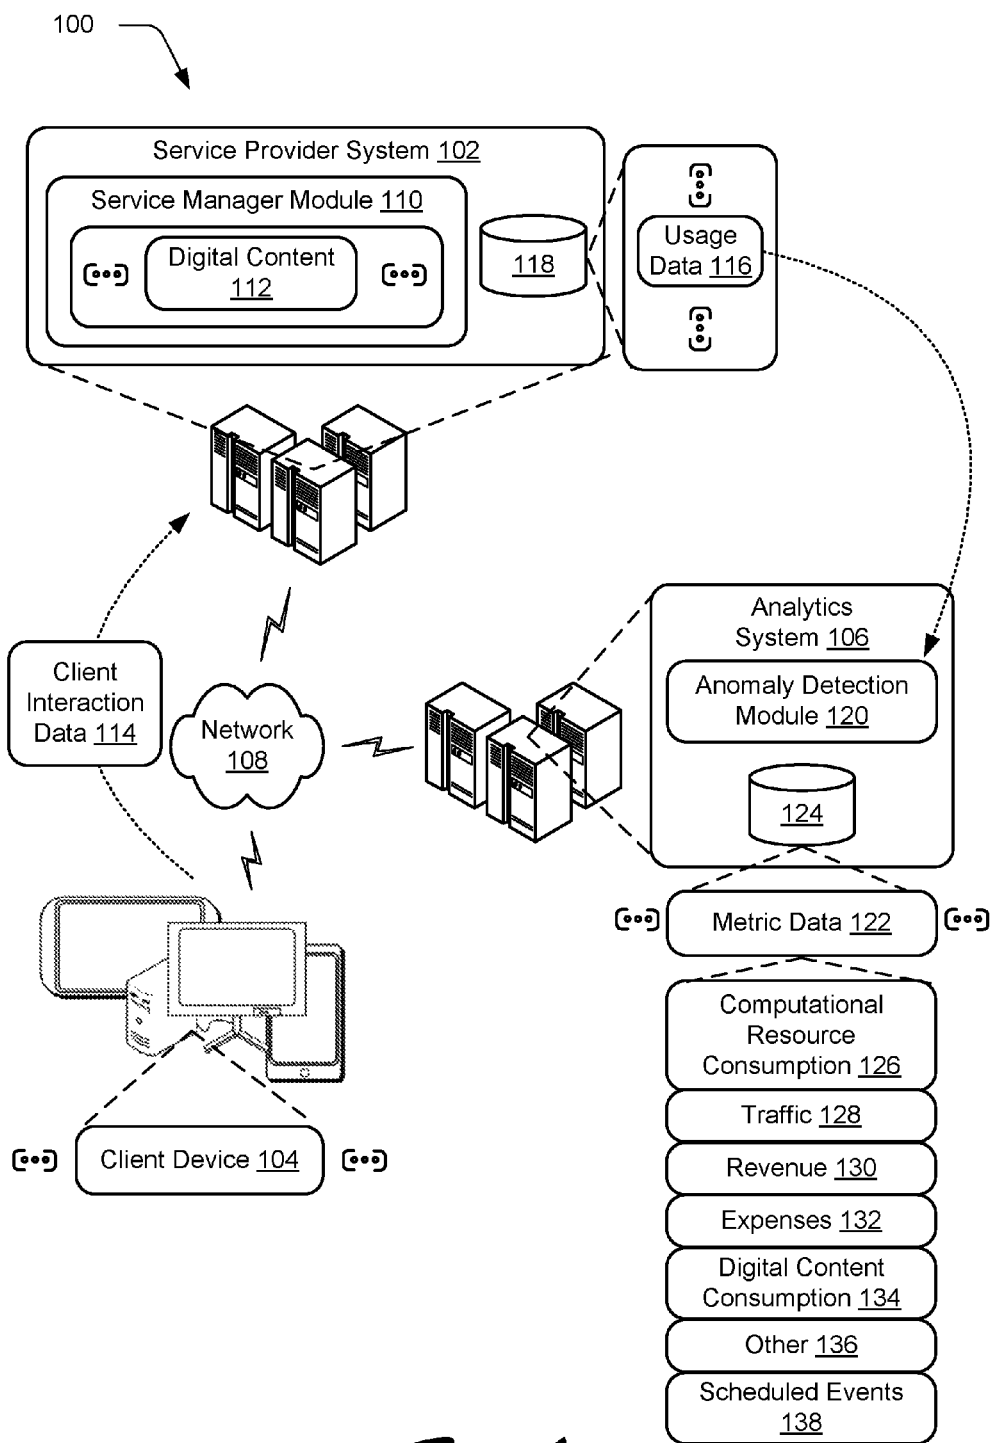 100
Service Provider System 102
Service Manager Module 110
Digital Content
112
118
Usage
Data 116
Analytics
System 106
Anomaly Detection
Module 120
124
Client
Interaction
Data 114
Network
108
Metric Data 122
Computational
Resource
Consumption 126
Traffic 128
Client Device 104
Revenue 130
Expenses 132
Digital Content
Consumption 134
Other 136
Scheduled Events
138